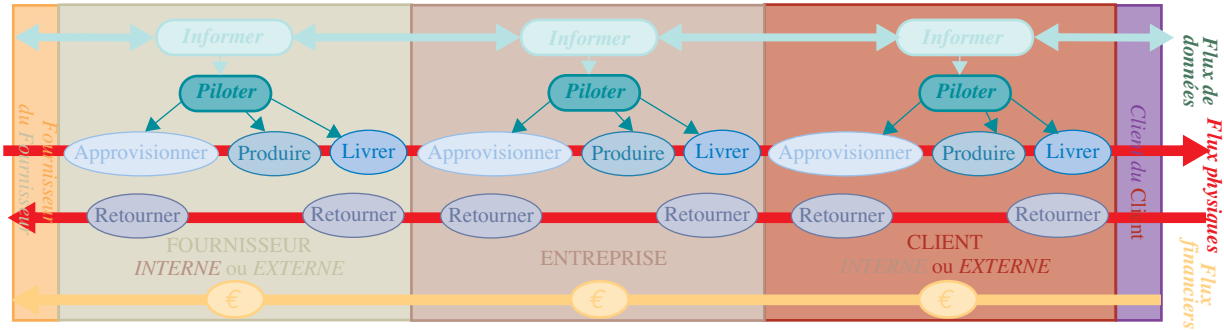 Informer
Informer
Informer
Piloter
Piloter
Piloter
Approvisionner
Produire
Livrer
Approvisionner
Produire
Livrer
Approvisionner
Produire
Livrer
Retourner
Retourner
Retourner
Retourner
Retourner
Retourner
FOURNISSEUR
INTERNE ou EXTERNE
ENTREPRISE
CLIENT
INTERNE ou EXTERNE
€
€
€
Fournisseur
du Fournisseur
Client du Client
Flux de
données
Flux physiques
Flux
financiers